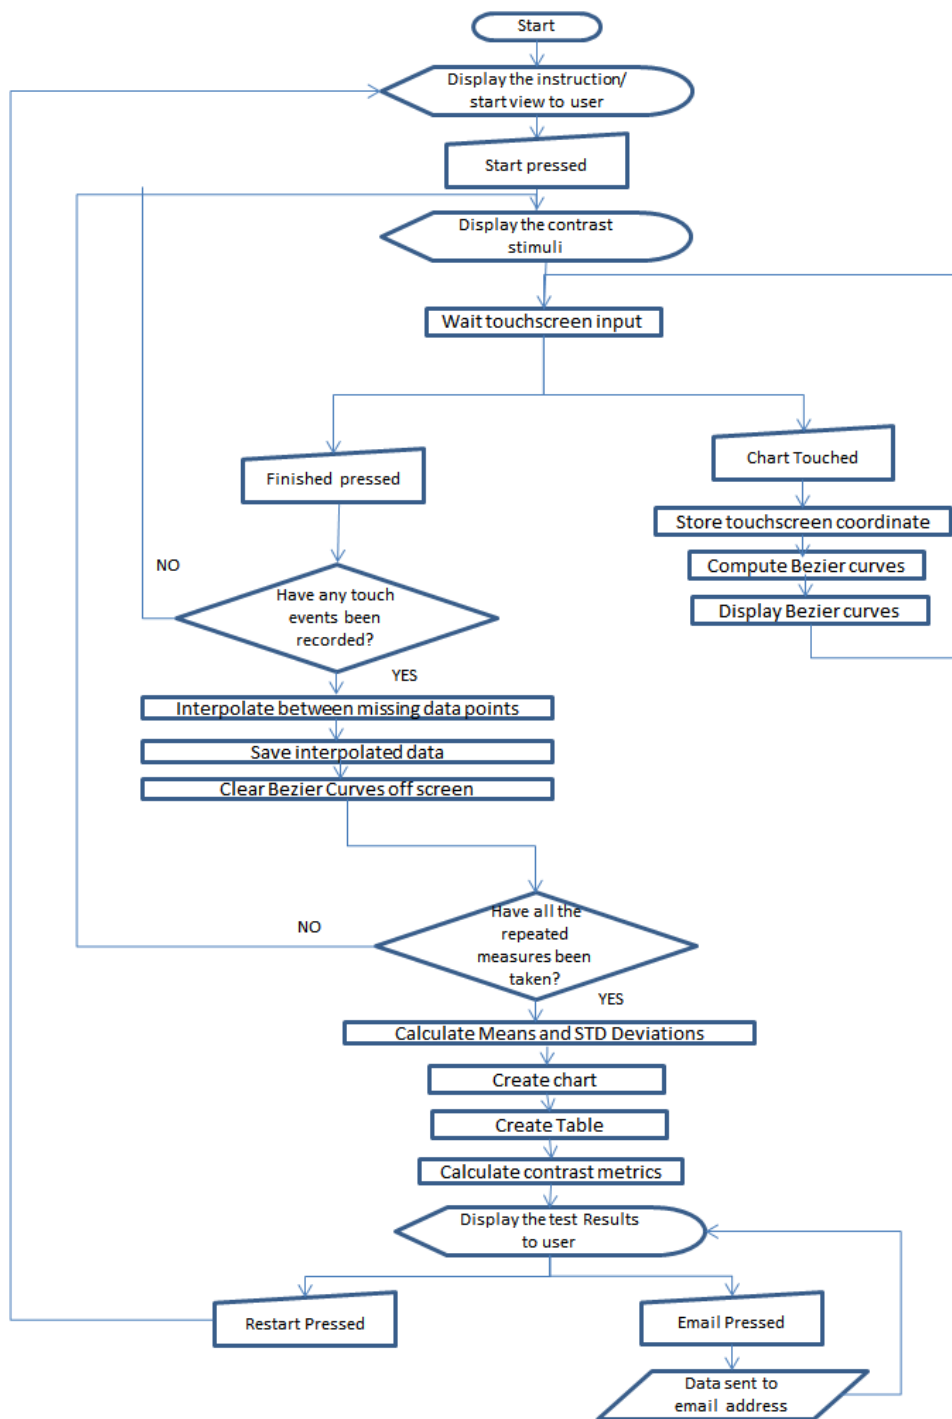 Start
Display the instruction/
start view to user
Start pressed
Display the contrast
stimuli
Wait touchscreen input
Finished pressed
Chart Touched
Store touchscreen coordinate
Compute Bezier curves
Display Bezier curves
NO
Have any touch
events been
recorded?
YES
Interpolate between missing data points
Save interpolated data
Clear Bezier Curves off screen
NO
Have all the
repeated
measures been
taken?
YES
Calculate Means and STD Deviations
Create chart
Create Table
Calculate contrast metrics
Display the test Results
to user
Restart Pressed
Email Pressed
Data sent to
email address